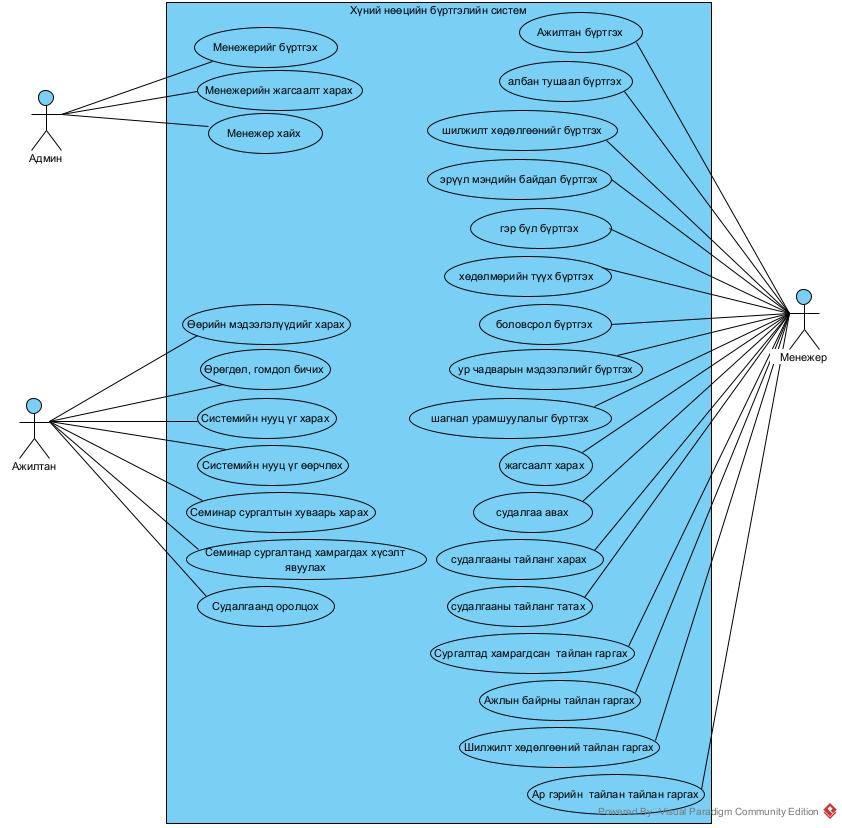 Хүний нөөцийн бүртгэлийн систем
Менежерийг бүртгэх
Менежерийн жагсаалт харах
Менежер хайх
Админ
Өөрийн мэдээлэлүүдийг харах
Өрөгдөл, гомдол бичих
Системийн нууц үг харах
Системийн нууц үг өөрчлөх
Семинар сургалтын хуваарь харах
Семинар сургалтанд хамрагдах хүсэлт
явуулах
Судалгаанд оролцох
Ажилтан
Ажилтан бүртгэх
албан тушаал бүртгэх
шилжилт хөдөлгөөнийг бүртгэх
эрүүл мэндийн байдал бүртгэх
гэр бүл бүртгэх
хөдөлмөрийн түүх бүртгэх
боловсрол бүртгэх
ур чадварын мэдээлэлийг бүртгэх
шагнал урамшуулалыг бүртгэх
жагсаалт харах
судалгаа авах
судалгааны тайланг харах
судалгааны тайланг татах
Сургалтад хамрагдсан тайлан гаргах
Ажлын байрны тайлан гаргах
Шилжилт хөдөлгөөний тайлан гаргах
Ар гэрийн тайлан тайлан гаргах
Менежер
Powered By: Visual Paradigm Community Edition